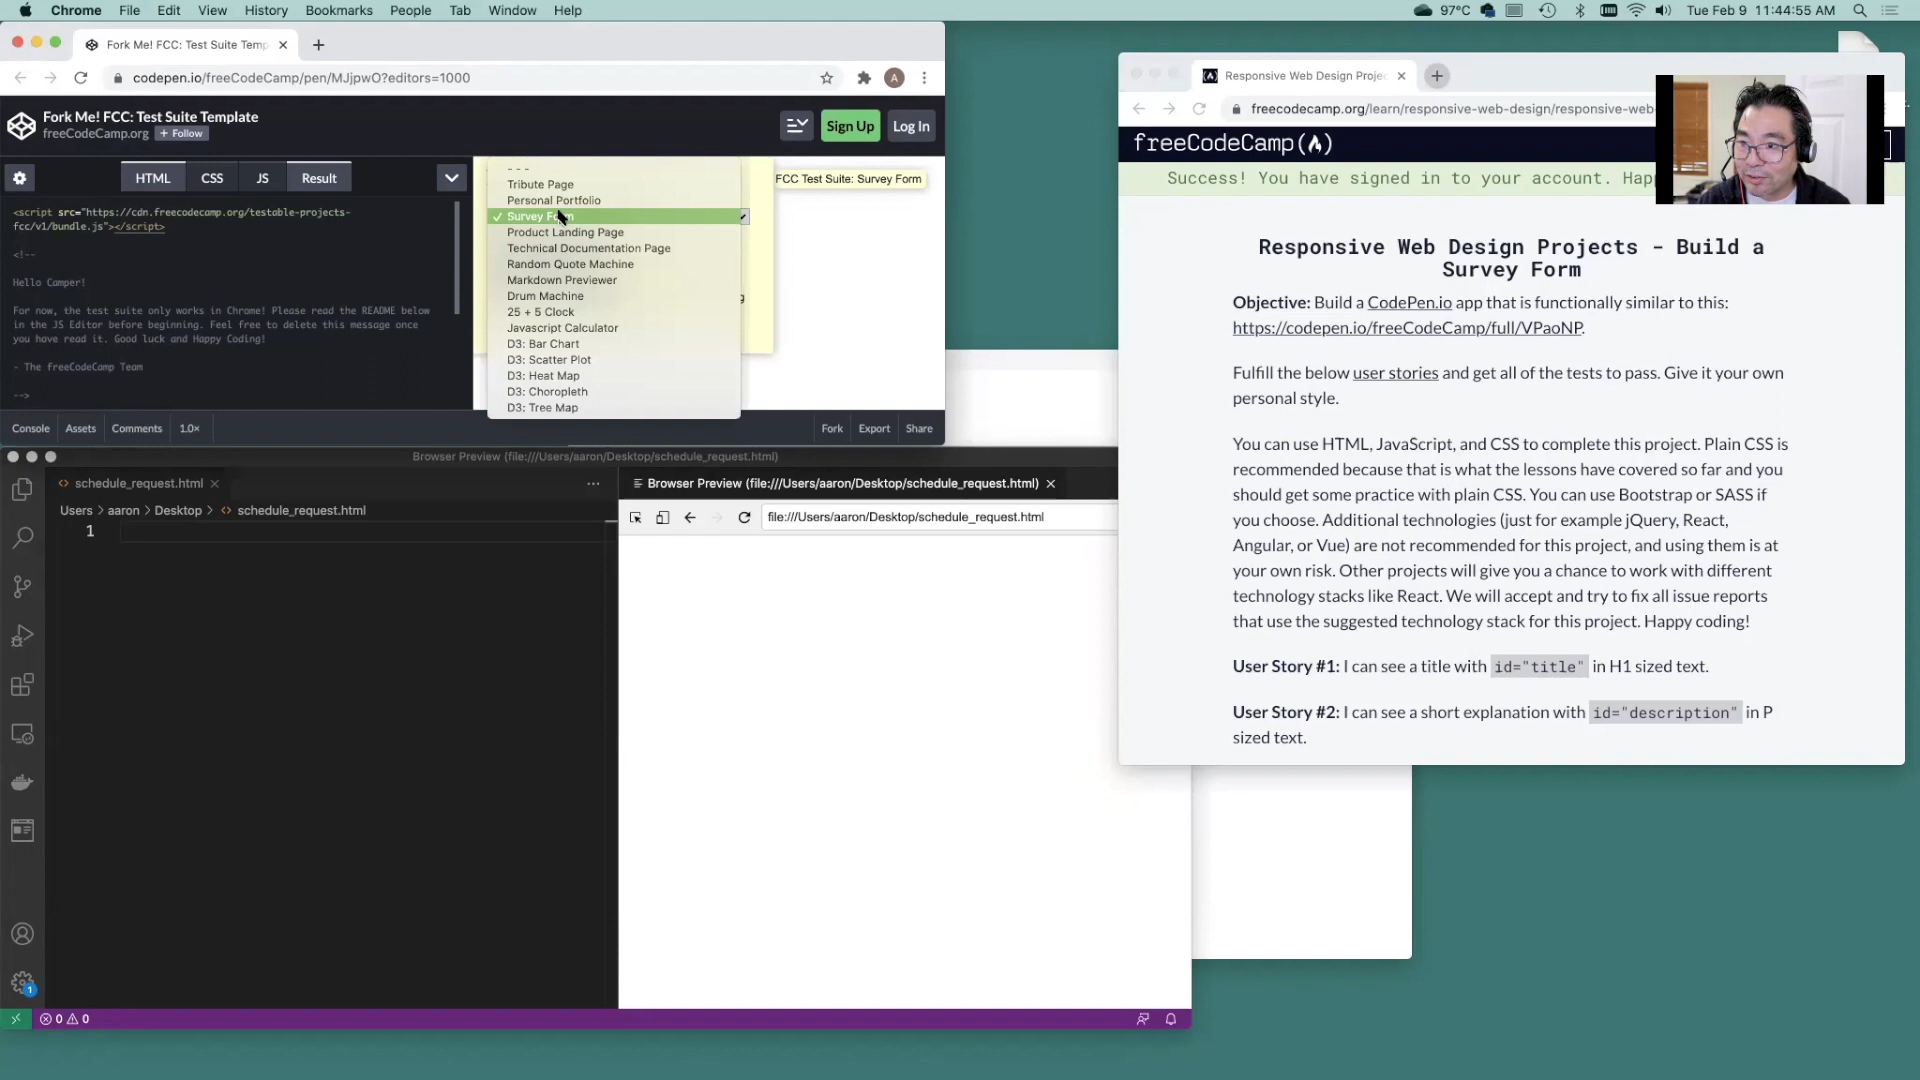 Chrome File Edit View History Bookmarks People Tab Window Help
97°C Tue Feb 9 11:44:55 AM
Fork Me! FCC: Test Suite Temp
codepen.io/freeCodeCamp/pen/MJjpwO?editors=1000
A
Fork Me! FCC: Test Suite Template
freeCodeCamp.org + Follow
Sign Up Log In
HTML CSS JS Result
<script src="https://cdn.freecodecamp.org/testable-projects-
fcc/v1/bundle.js"></script>
<!--
Hello Camper!
For now, the test suite only works in Chrome! Please read the README below
in the JS Editor before beginning. Feel free to delete this message once
you have read it. Good luck and Happy Coding!
- The freeCodeCamp Team
-->
- - -
Tribute Page
Personal Portfolio
✓ Survey Form
Product Landing Page
Technical Documentation Page
Random Quote Machine
Markdown Previewer
Drum Machine
25 + 5 Clock
Javascript Calculator
D3: Bar Chart
D3: Scatter Plot
D3: Heat Map
D3: Choropleth
D3: Tree Map
FCC Test Suite: Survey Form
g
Console Assets Comments 1.0×
Fork Export Share
Browser Preview (file:///Users/aaron/Desktop/schedule_request.html)
schedule_request.html
Users > aaron > Desktop > schedule_request.html
1
Browser Preview (file:///Users/aaron/Desktop/schedule_request.html)
file:///Users/aaron/Desktop/schedule_request.html
1
0 0
Responsive Web Design Projec
freecodecamp.org/learn/responsive-web-design/responsive-web-
freeCodeCamp
Success! You have signed in to your account. Hap
Responsive Web Design Projects - Build a
Survey Form
Objective: Build a CodePen.io app that is functionally similar to this:
https://codepen.io/freeCodeCamp/full/VPaoNP.
Fulfill the below user stories and get all of the tests to pass. Give it your own
personal style.
You can use HTML, JavaScript, and CSS to complete this project. Plain CSS is
recommended because that is what the lessons have covered so far and you
should get some practice with plain CSS. You can use Bootstrap or SASS if
you choose. Additional technologies (just for example jQuery, React,
Angular, or Vue) are not recommended for this project, and using them is at
your own risk. Other projects will give you a chance to work with different
technology stacks like React. We will accept and try to fix all issue reports
that use the suggested technology stack for this project. Happy coding!
User Story #1: I can see a title with id="title" in H1 sized text.
User Story #2: I can see a short explanation with id="description" in P
sized text.